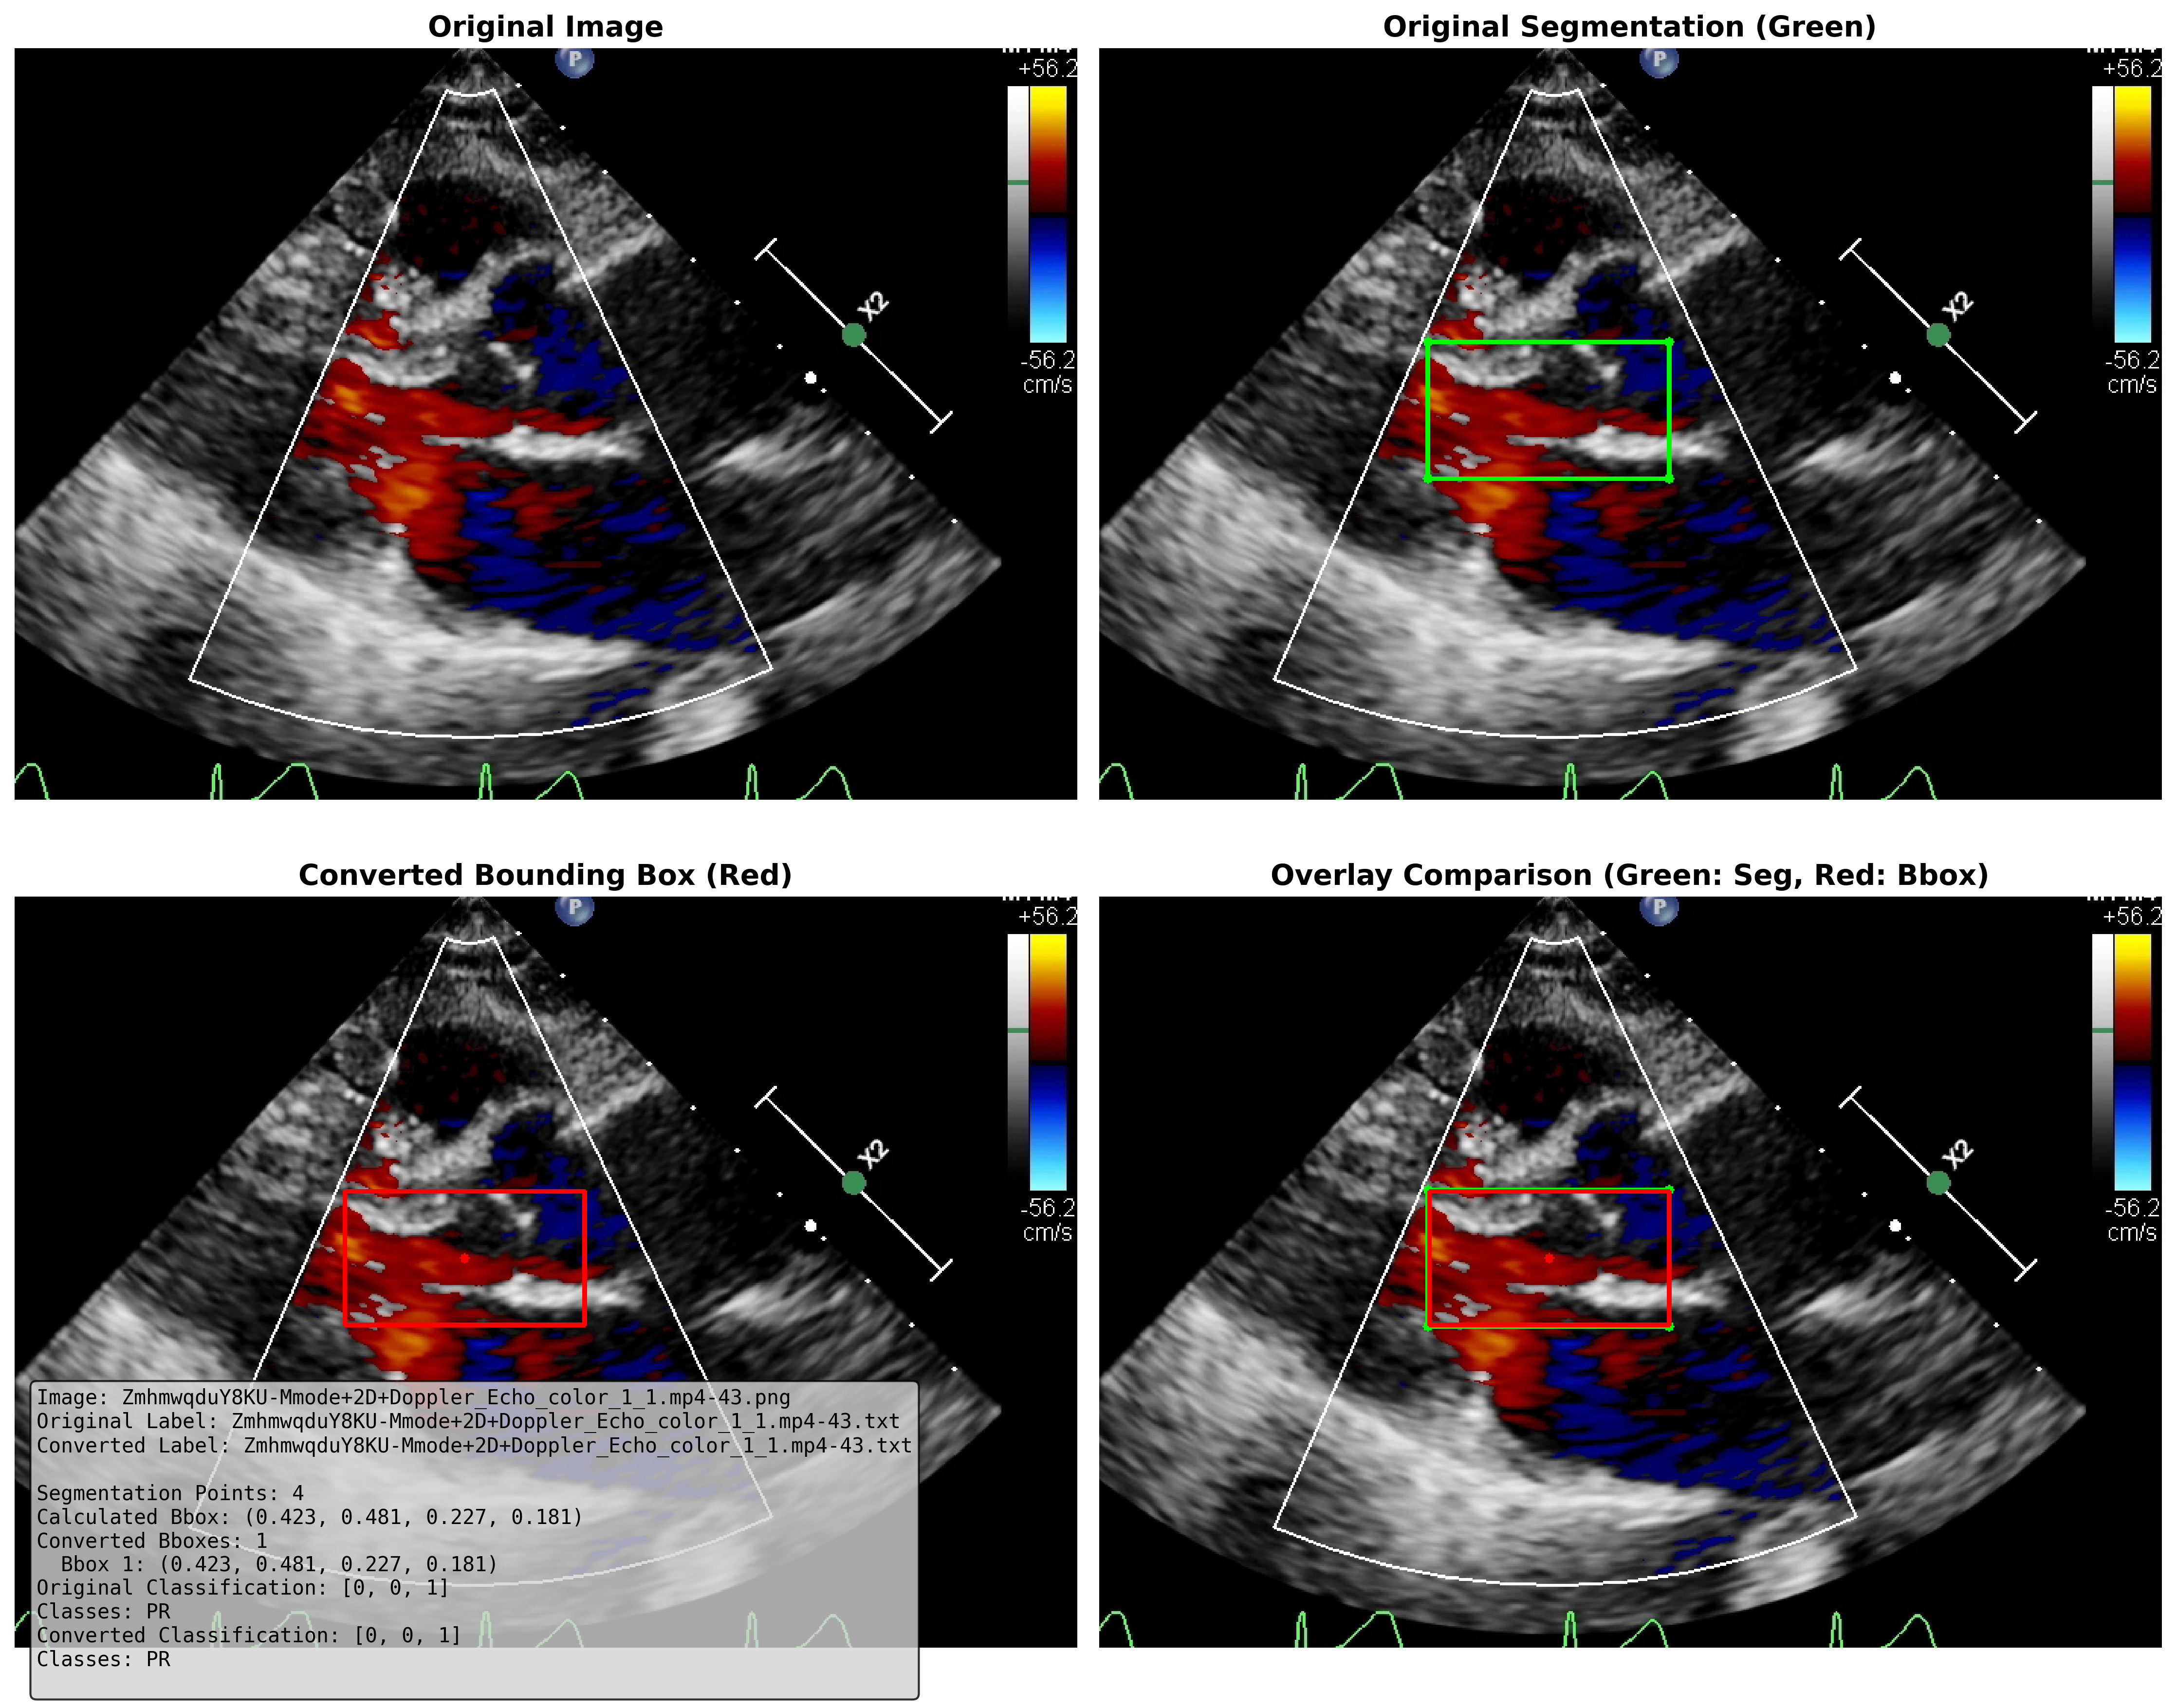 Original Image
Original Segmentation (Green)
P
+56.2
-56.2
cm/s
X2
P
+56.2
-56.2
cm/s
X2
Converted Bounding Box (Red)
Overlay Comparison (Green: Seg, Red: Bbox)
P
+56.2
-56.2
cm/s
X2
P
+56.2
-56.2
cm/s
X2
Image: ZmhmwqduY8KU-Mmode+2D+Doppler_Echo_color_1_1.mp4-43.png
Original Label: ZmhmwqduY8KU-Mmode+2D+Doppler_Echo_color_1_1.mp4-43.txt
Converted Label: ZmhmwqduY8KU-Mmode+2D+Doppler_Echo_color_1_1.mp4-43.txt
Segmentation Points: 4
Calculated Bbox: (0.423, 0.481, 0.227, 0.181)
Converted Bboxes: 1
Bbox 1: (0.423, 0.481, 0.227, 0.181)
Original Classification: [0, 0, 1]
Classes: PR
Converted Classification: [0, 0, 1]
Classes: PR